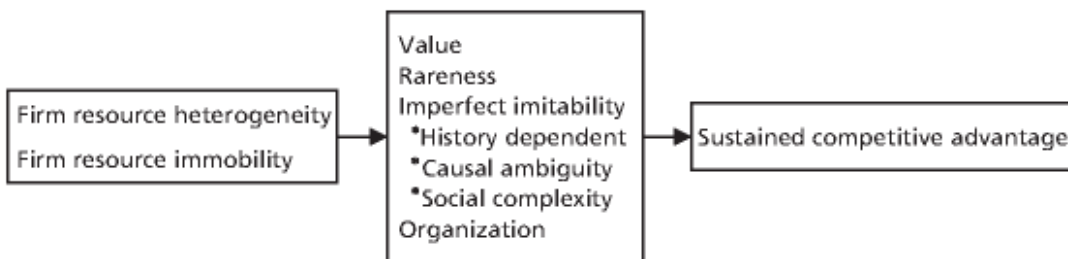 Firm resource heterogeneity
Firm resource immobility
Value
Rareness
Imperfect imitability
•History dependent
•Causal ambiguity
•Social complexity
Organization
Sustained competitive advantage